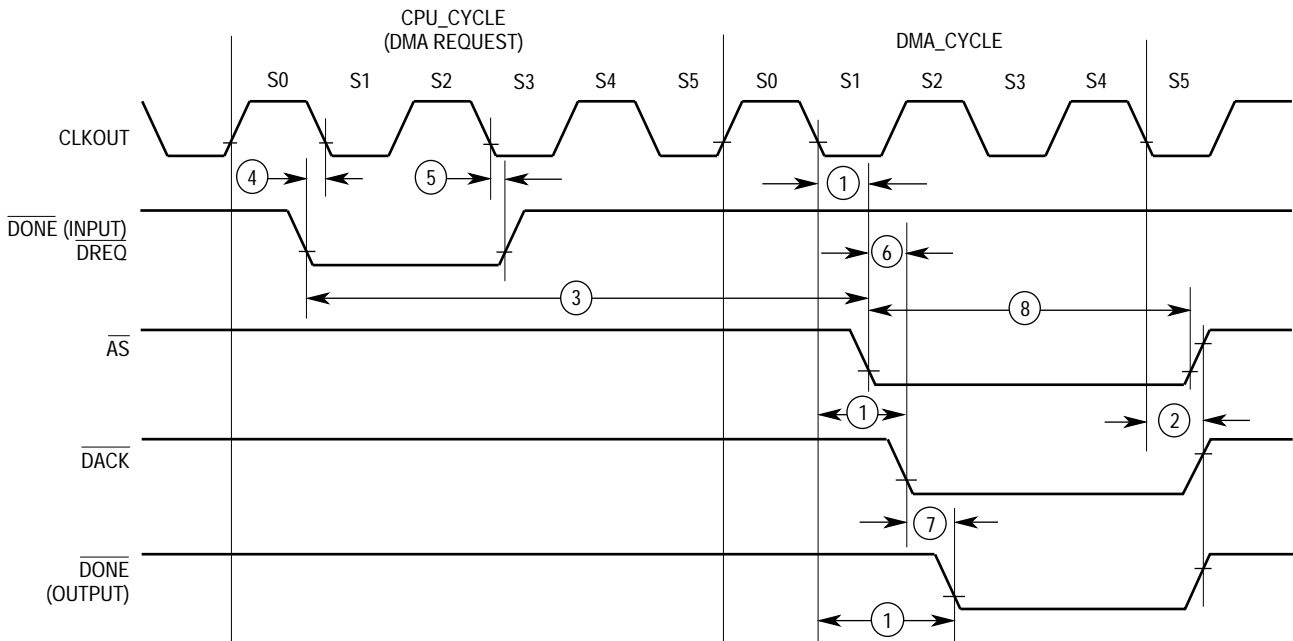 CPU_CYCLE
(DMA REQUEST)
DMA_CYCLE
S0 S1 S2 S3 S4 S5 S0 S1 S2 S3 S4 S5
CLKOUT
4 5 1
DONE (INPUT)
DREQ
6
3
8
AS
1 2
DACK
7
DONE
(OUTPUT)
1